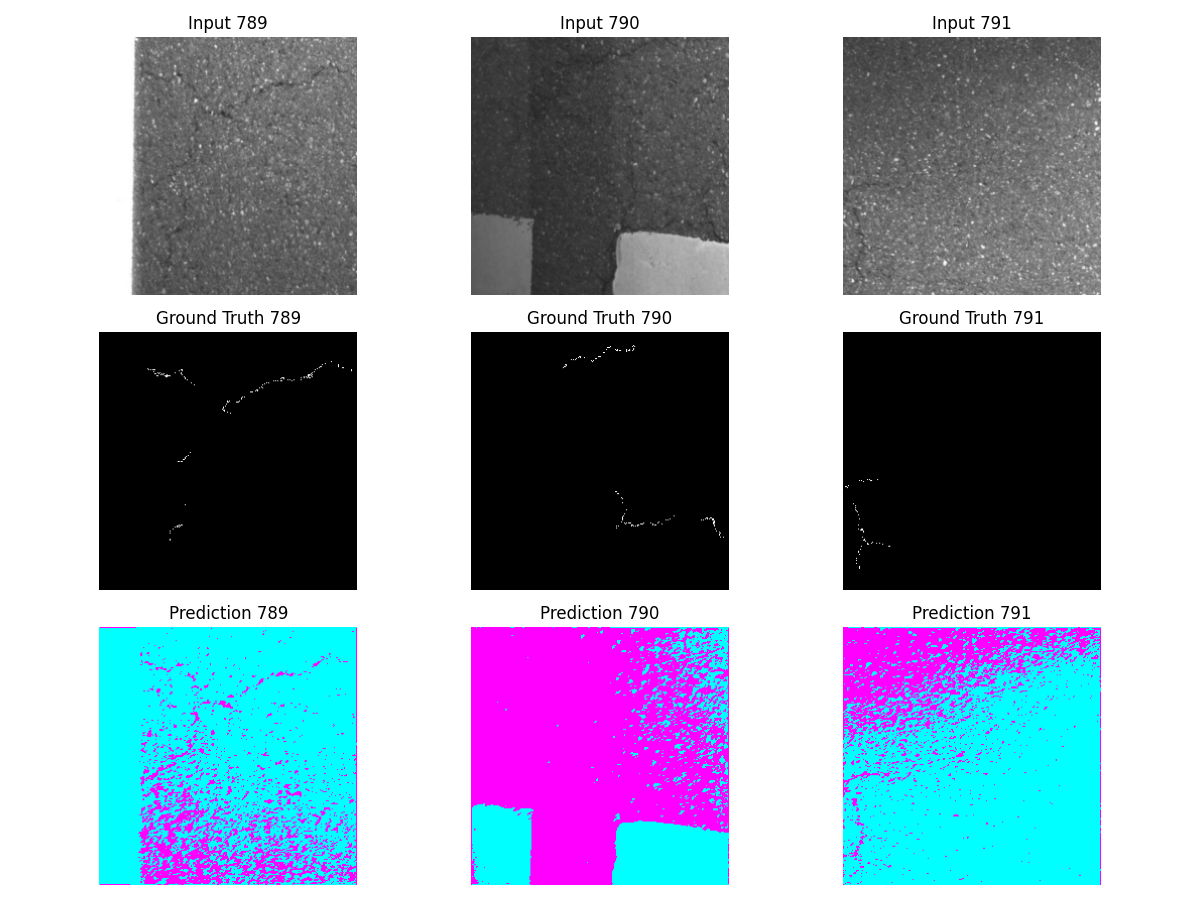 Input 789
Input 790
Input 791
Ground Truth 789
Ground Truth 790
Ground Truth 791
Prediction 789
Prediction 790
Prediction 791